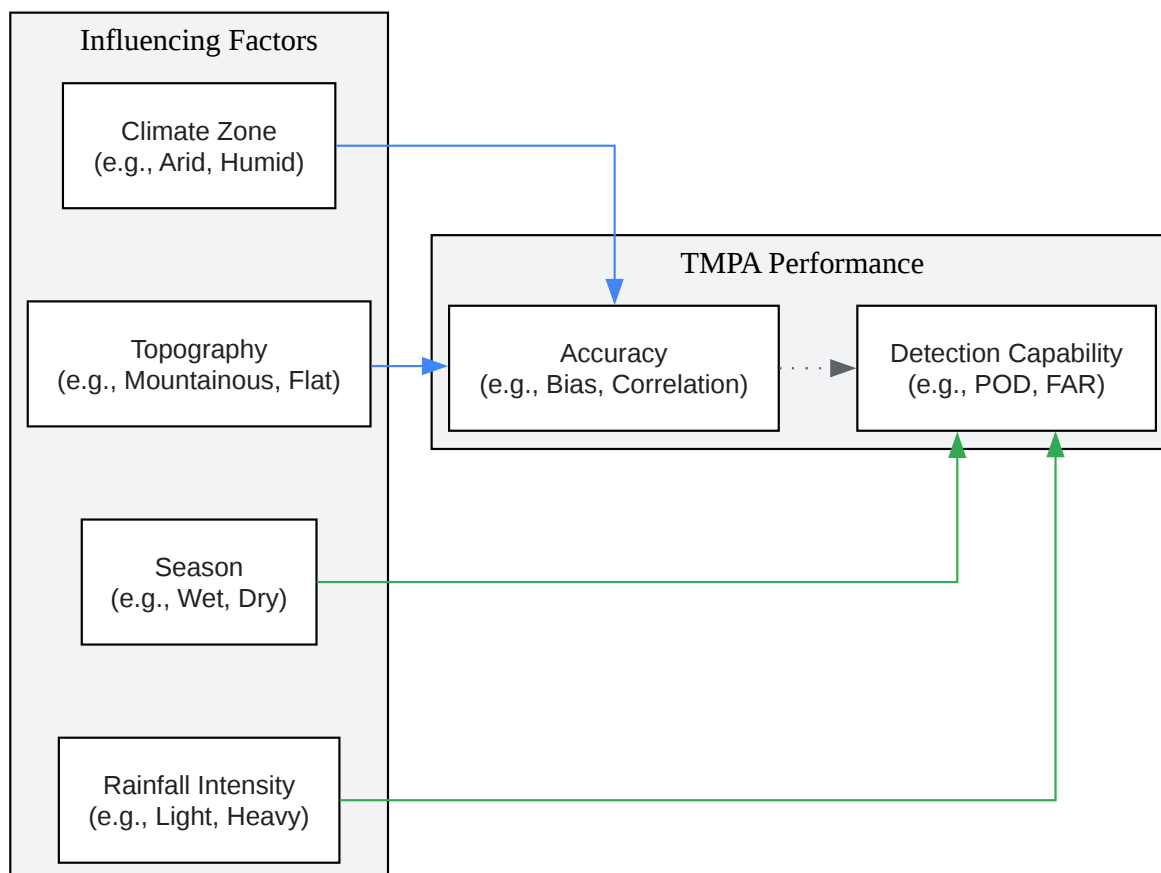 Influencing Factors
Climate Zone
(e.g., Arid, Humid)
Topography
(e.g., Mountainous, Flat)
Season
(e.g., Wet, Dry)
Rainfall Intensity
(e.g., Light, Heavy)
TMPA Performance
Accuracy
(e.g., Bias, Correlation)
Detection Capability
(e.g., POD, FAR)